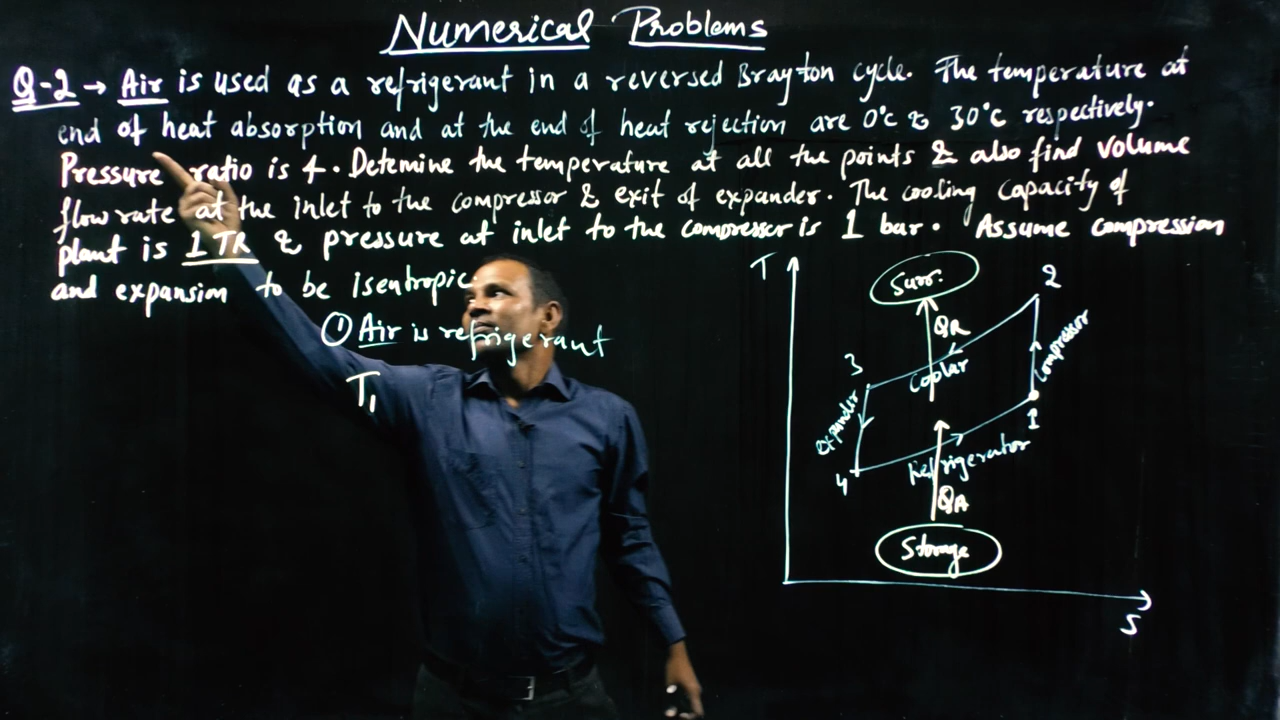 Numerical Problems
Q-2 → Air is used as a refrigerant in a reversed Brayton cycle. The temperature at
end of heat absorption and at the end of heat rejection are 0°C & 30°C respectively.
Pressure ratio is 4. Detemine the temperature at all the points & also find volume
flow rate at the inlet to the compressor & exit of expander. The cooling capacity of
plant is 1 TR & pressure at inlet to the compressor is 1 bar. Assume compression
and expansion to be isentropic.
① Air is refrigerant
T₁
T
Surr.
2
QR
3
Coolar
Compressor
expander
1
Refrigerator
4
QA
Storage
S